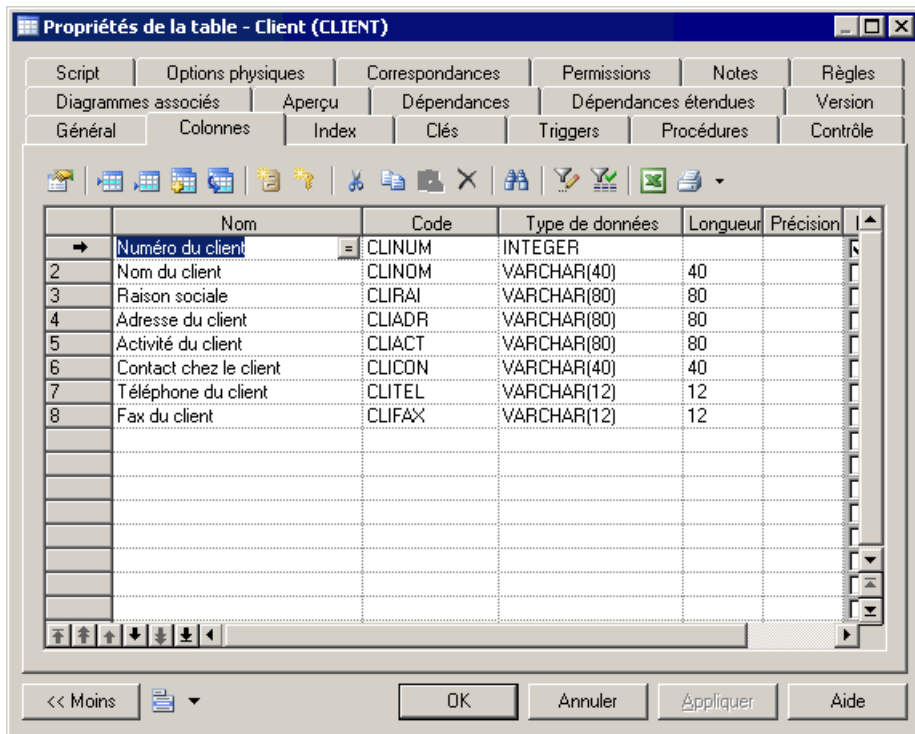 Propriétés de la table - Client (CLIENT)
Script Options physiques Correspondances Permissions Notes Règles
Diagrammes associés Aperçu Dépendances Dépendances étendues Version
Général Colonnes Index Clés Triggers Procédures Contrôle
Nom Code Type de données Longueur Précision
Numéro du client = CLINUM INTEGER
2 Nom du client CLINOM VARCHAR(40) 40
3 Raison sociale CLIRAI VARCHAR(80) 80
4 Adresse du client CLIADR VARCHAR(80) 80
5 Activité du client CLIACT VARCHAR(80) 80
6 Contact chez le client CLICON VARCHAR(40) 40
7 Téléphone du client CLITEL VARCHAR(12) 12
8 Fax du client CLIFAX VARCHAR(12) 12
<< Moins OK Annuler Appliquer Aide